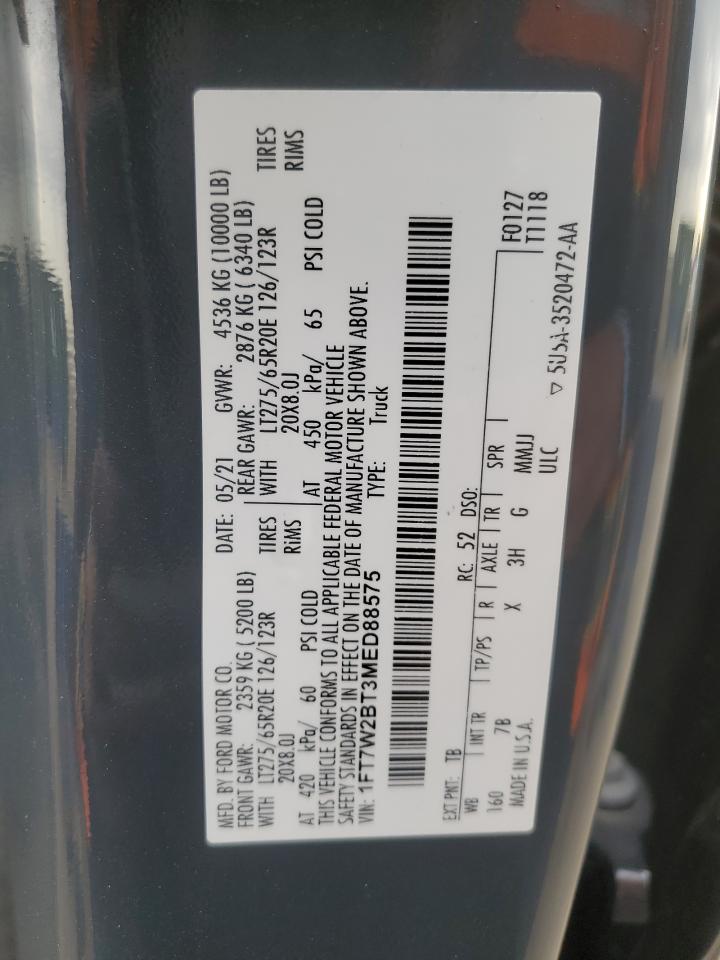 MFD. BY FORD MOTOR CO.
DATE: 05/21 GVWR: 4536 KG (10000 LB)
FRONT GAWR: 2359 KG ( 5200 LB) REAR GAWR: 2876 KG ( 6340 LB)
WITH LT275/65R20E 126/123R TIRES WITH LT275/65R20E 126/123R TIRES
20X8.0J RIMS 20X8.0J RIMS
AT 420 kPa/ 60 PSI COLD AT 450 kPa/ 65 PSI COLD
THIS VEHICLE CONFORMS TO ALL APPLICABLE FEDERAL MOTOR VEHICLE
SAFETY STANDARDS IN EFFECT ON THE DATE OF MANUFACTURE SHOWN ABOVE.
VIN: 1FT7W2BT3MED88575 TYPE: Truck
EXT PNT: TB RC: 52 DSO:
WB INT TR TP/PS R AXLE TR SPR F0127
160 7B X 3H G MMJJ T1118
MADE IN U.S.A. ULC
▽ 5U5A-3520472-AA